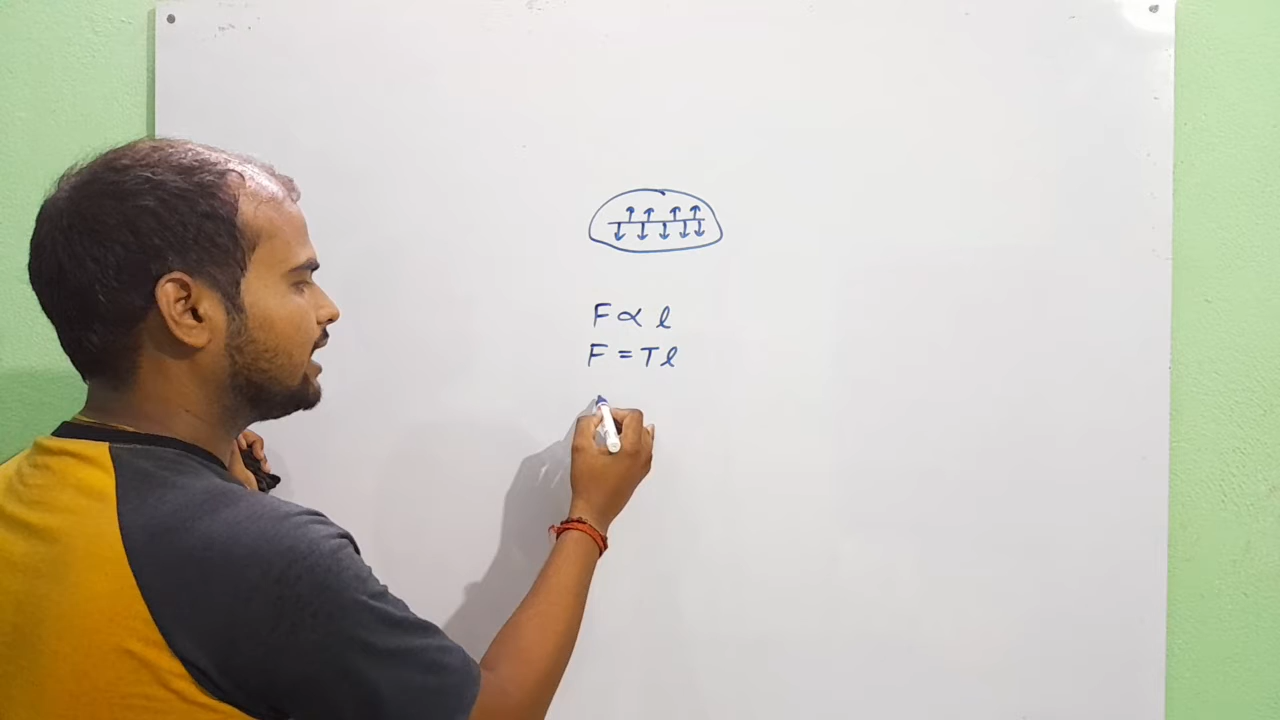 F ∝ l
F = Tl